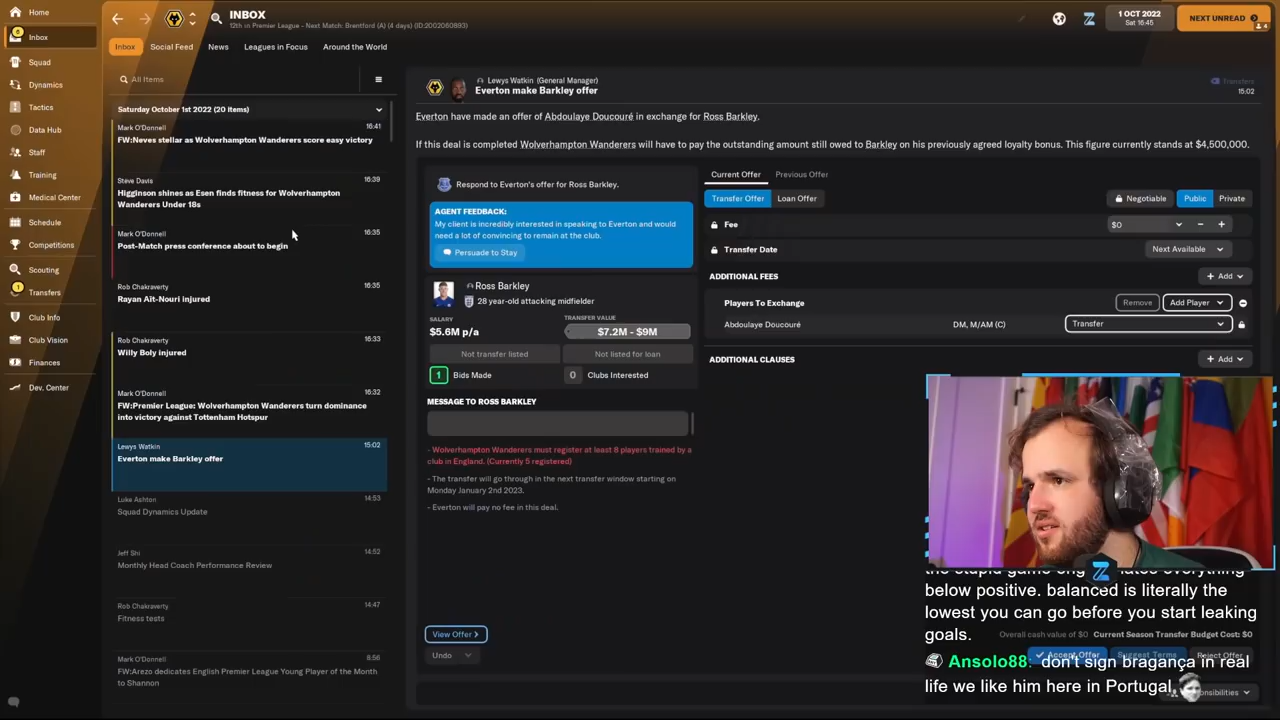 Home
Inbox
6
Squad
Dynamics
Tactics
Data Hub
Staff
Training
Medical Center
Schedule
Competitions
Scouting
1
Transfers
Club Info
Club Vision
Finances
Dev. Center
INBOX
12th in Premier League - Next Match: Brentford (A) (4 days) (ID:2002060893)
1 OCT 2022
Sat 16:45
NEXT UNREAD
4
Inbox
Social Feed
News
Leagues in Focus
Around the World
All Items
Saturday October 1st 2022 (20 Items)
Mark O'Donnell 16:41
FW:Neves stellar as Wolverhampton Wanderers score easy victory
Steve Davis 16:39
Higginson shines as Esen finds fitness for Wolverhampton
Wanderers Under 18s
Mark O'Donnell 16:35
Post-Match press conference about to begin
Rob Chakraverty 16:35
Rayan Aït-Nouri injured
Rob Chakraverty 16:33
Willy Boly injured
Mark O'Donnell 16:32
FW:Premier League: Wolverhampton Wanderers turn dominance
into victory against Tottenham Hotspur
Lewys Watkin 15:02
Everton make Barkley offer
Luke Ashton 14:53
Squad Dynamics Update
Jeff Shi 14:52
Monthly Head Coach Performance Review
Rob Chakraverty 14:47
Fitness tests
Mark O'Donnell 8:56
FW:Arezo dedicates English Premier League Young Player of the Month
to Shannon
Lewys Watkin (General Manager)
Everton make Barkley offer
Transfers
15:02
Everton have made an offer of Abdoulaye Doucouré in exchange for Ross Barkley.
If this deal is completed Wolverhampton Wanderers will have to pay the outstanding amount still owed to Barkley on his previously agreed loyalty bonus. This figure currently stands at $4,500,000.
Respond to Everton's offer for Ross Barkley.
AGENT FEEDBACK:
My client is incredibly interested in speaking to Everton and would
need a lot of convincing to remain at the club.
Persuade to Stay
Ross Barkley
28 year-old attacking midfielder
SALARY
$5.6M p/a
TRANSFER VALUE
$7.2M - $9M
Not transfer listed
Not listed for loan
1 Bids Made
0 Clubs Interested
MESSAGE TO ROSS BARKLEY
- Wolverhampton Wanderers must register at least 8 players trained by a
club in England. (Currently 5 registered)
- The transfer will go through in the next transfer window starting on
Monday January 2nd 2023.
- Everton will pay no fee in this deal.
View Offer
Undo
Current Offer
Previous Offer
Transfer Offer
Loan Offer
Negotiable
Public
Private
Fee
$0
Transfer Date
Next Available
ADDITIONAL FEES
+ Add
Players To Exchange
Remove
Add Player
Abdoulaye Doucouré
DM, M/AM (C)
Transfer
ADDITIONAL CLAUSES
+ Add
everything
below positive. balanced is literally the
lowest you can go before you start leaking
goals.
Overall cash value of $0 Current Season Transfer Budget Cost: $0
Accept Offer
Suggest Terms
Reject Offer
Ansolo88: don't sign bragança in real
life we like him here in Portugal